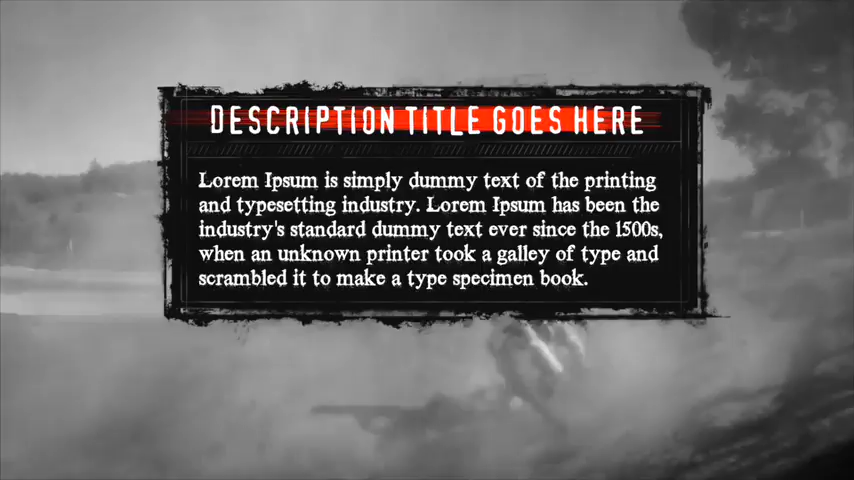 DESCRIPTION TITLE GOES HERE
Lorem Ipsum is simply dummy text of the printing
and typesetting industry. Lorem Ipsum has been the
industry's standard dummy text ever since the 1500s,
when an unknown printer took a galley of type and
scrambled it to make a type specimen book.